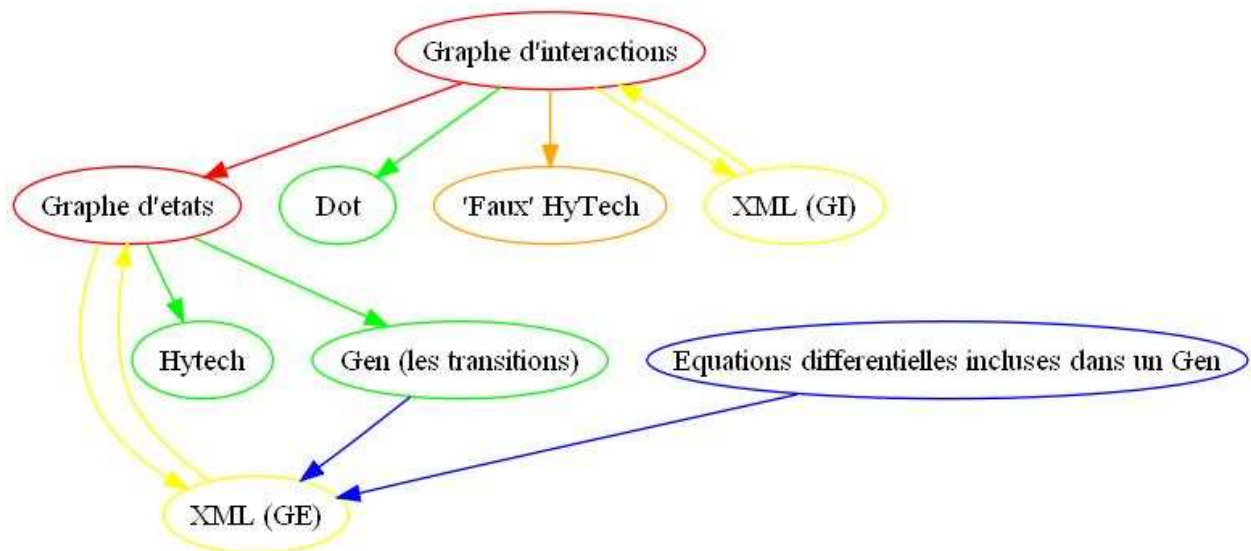 Graphe d'interactions
Graphe d'etats
Dot
'Faux' HyTech
XML (GI)
Hytech
Gen (les transitions)
Equations differentielles incluses dans un Gen
XML (GE)